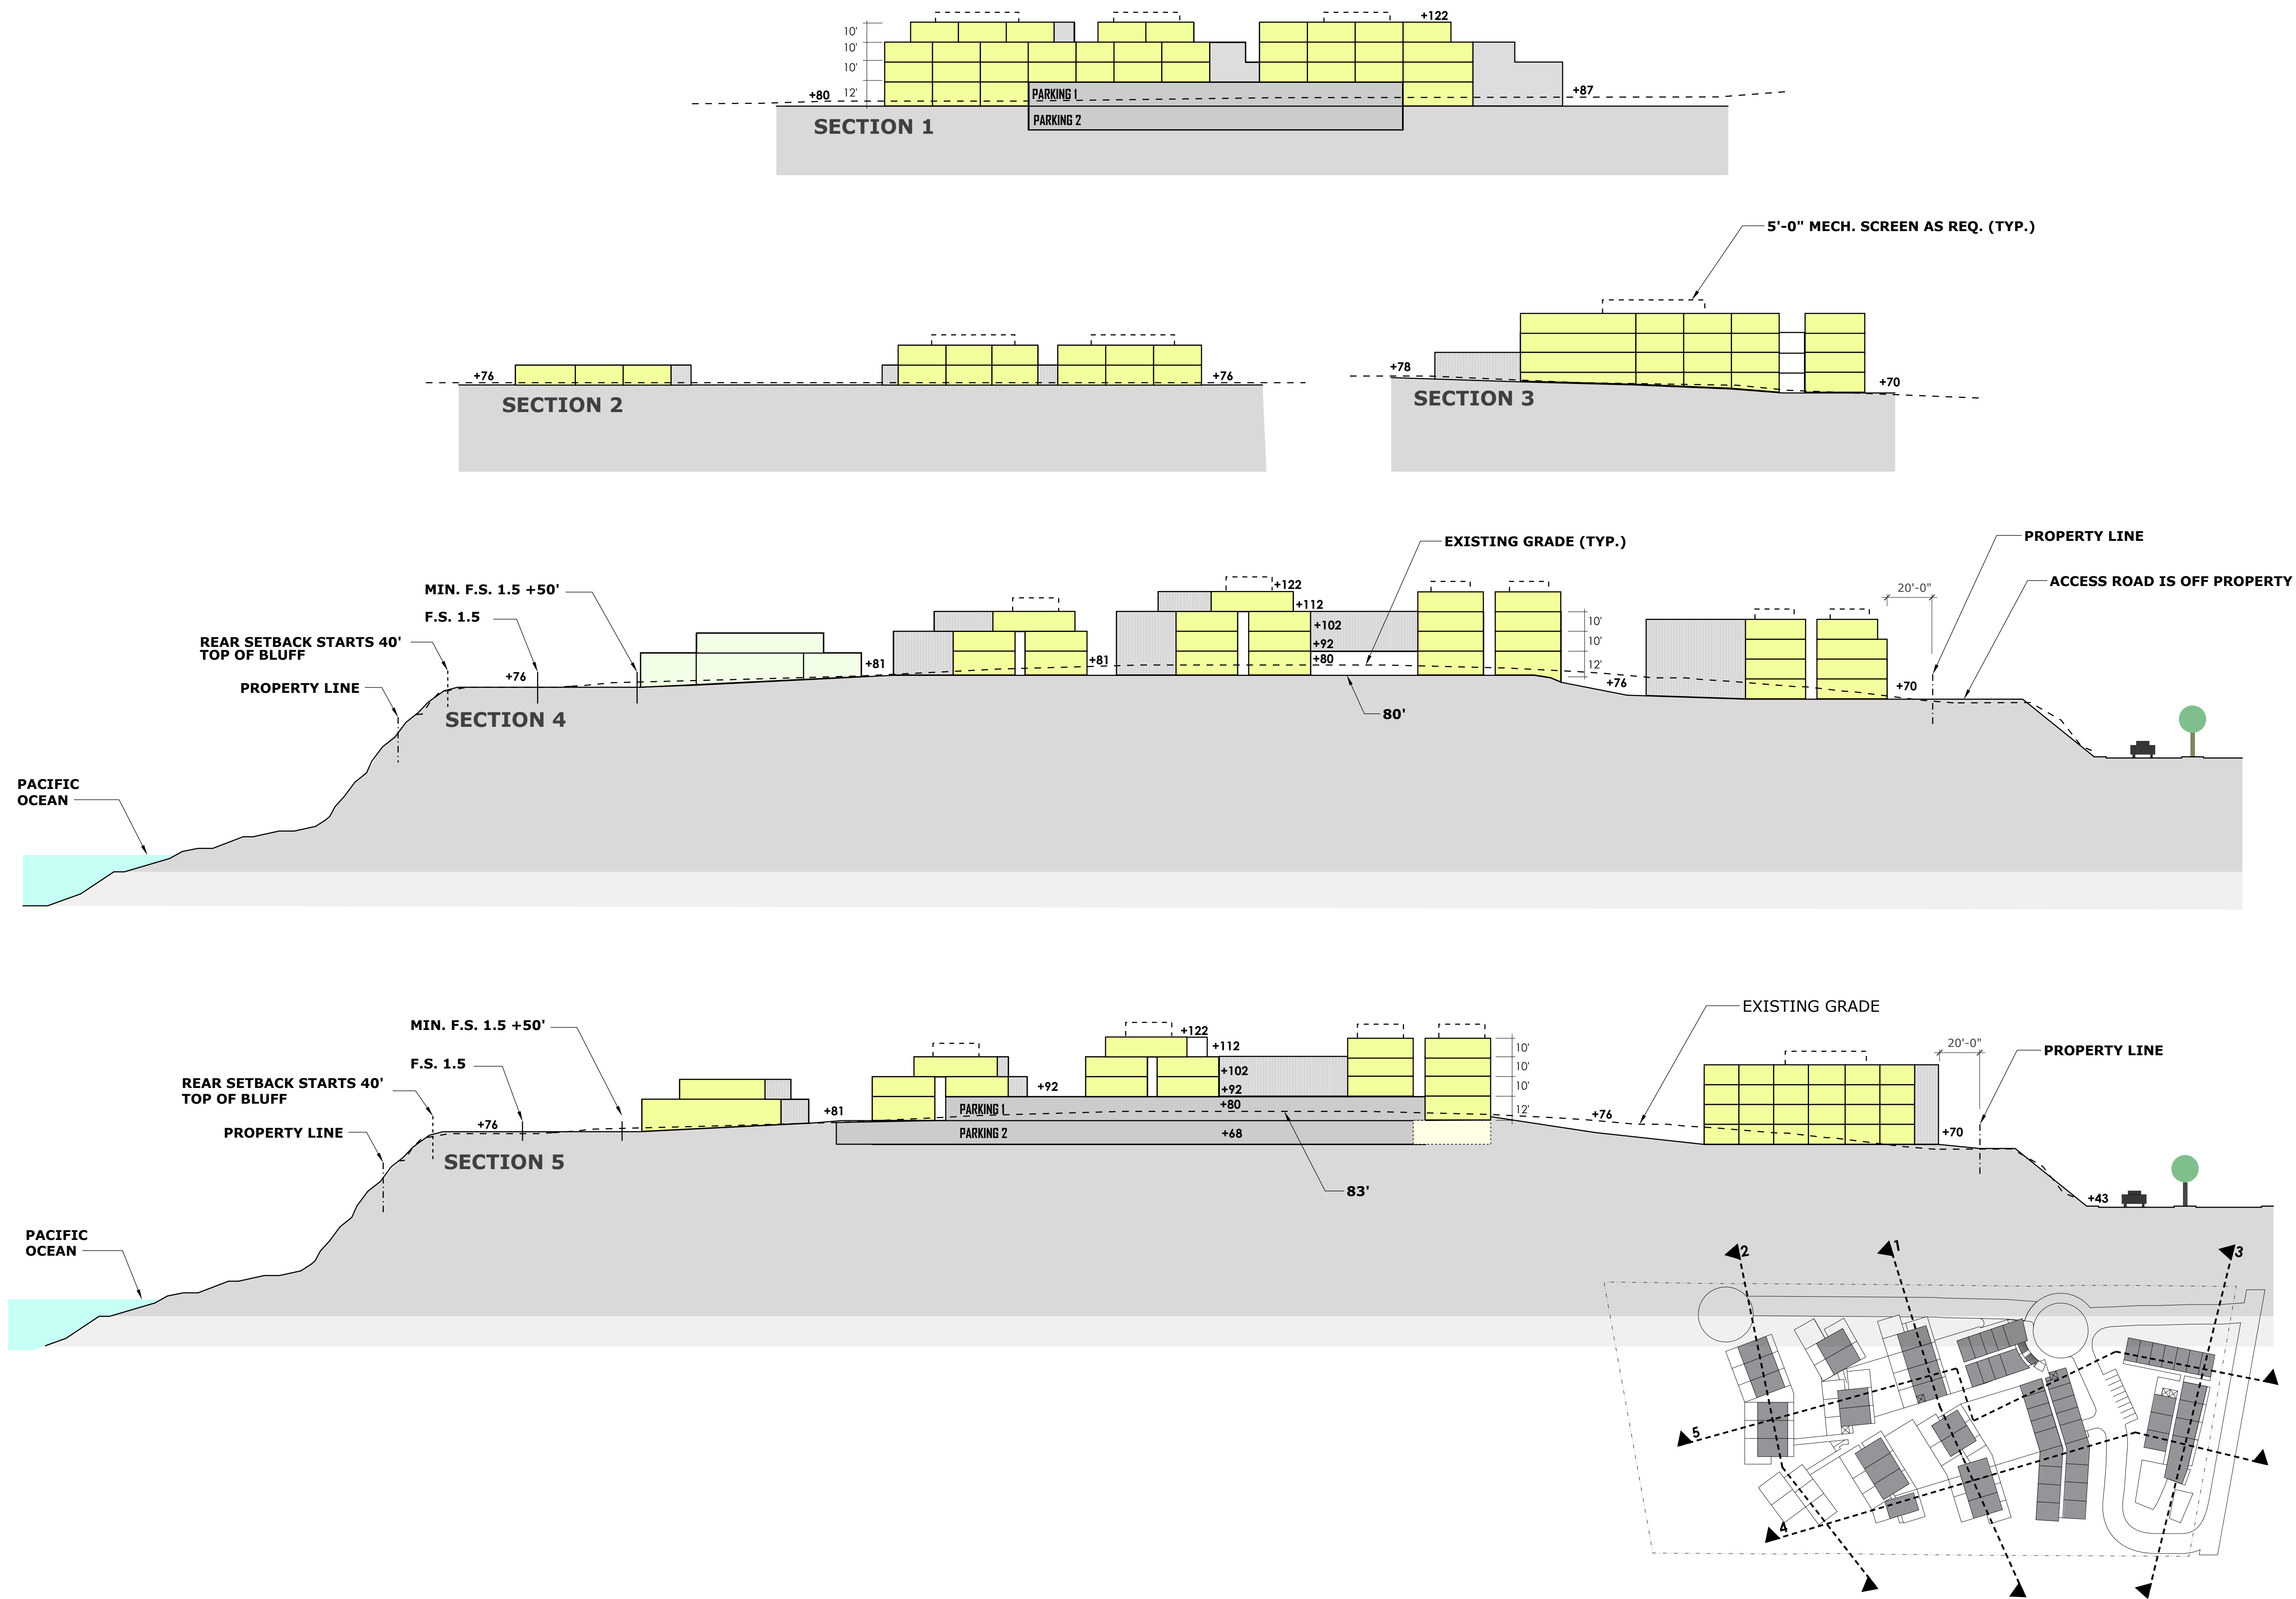 +122
10'
10'
10'
12'
+80
PARKING 1
+87
PARKING 2
SECTION 1
5'-0" MECH. SCREEN AS REQ. (TYP.)
+76
+76
SECTION 2
+78
+70
SECTION 3
EXISTING GRADE (TYP.)
PROPERTY LINE
MIN. F.S. 1.5 +50'
F.S. 1.5
REAR SETBACK STARTS 40'
TOP OF BLUFF
PROPERTY LINE
+76
+81
+81
+122
+112
+102
+92
+80
10'
10'
12'
+76
20'-0"
ACCESS ROAD IS OFF PROPERTY
+70
80'
SECTION 4
PACIFIC
OCEAN
EXISTING GRADE
MIN. F.S. 1.5 +50'
F.S. 1.5
REAR SETBACK STARTS 40'
TOP OF BLUFF
PROPERTY LINE
+76
+81
+92
+122
+112
+102
+92
+80
PARKING 1
PARKING 2
+68
10'
10'
10'
12'
+76
20'-0"
PROPERTY LINE
+70
83'
+43
SECTION 5
PACIFIC
OCEAN
2
1
3
5
4